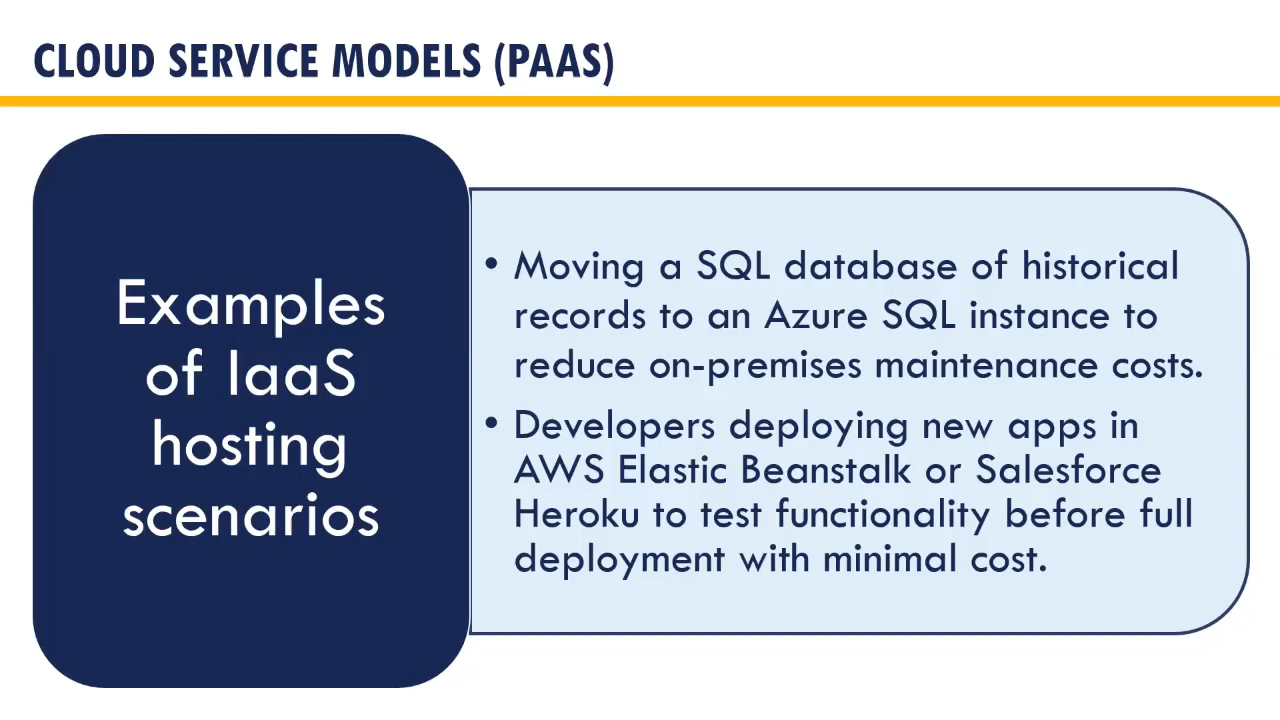 CLOUD SERVICE MODELS (PAAS)
Examples
of IaaS
hosting
scenarios
• Moving a SQL database of historical
records to an Azure SQL instance to
reduce on-premises maintenance costs.
• Developers deploying new apps in
AWS Elastic Beanstalk or Salesforce
Heroku to test functionality before full
deployment with minimal cost.